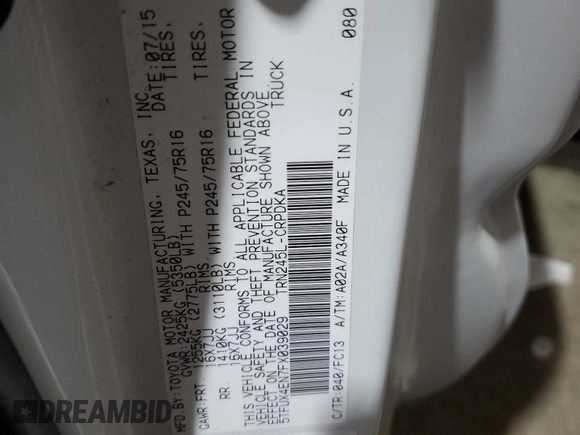 MFD.BY:TOYOTA MOTOR MANUFACTURING, TEXAS, INC.
GVWR:2425KG (5350LB) DATE:07/15
GAWR:FRT 1255KG (2775LB) WITH P245/75R16 TIRES,
16X7JJ RIMS
RR. 1410KG (3110LB) WITH P245/75R16 TIRES,
16X7JJ RIMS
THIS VEHICLE CONFORMS TO ALL APPLICABLE FEDERAL MOTOR
VEHICLE SAFETY AND THEFT PREVENTION STANDARDS IN
EFFECT ON THE DATE OF MANUFACTURE SHOWN ABOVE.
5TFUX4EN7FX039029 TRUCK
TRN245L-CRPDKA
C/TR:040/FC13 A/TM:A02A/A340F MADE IN U.S.A. 080
DREAMBID